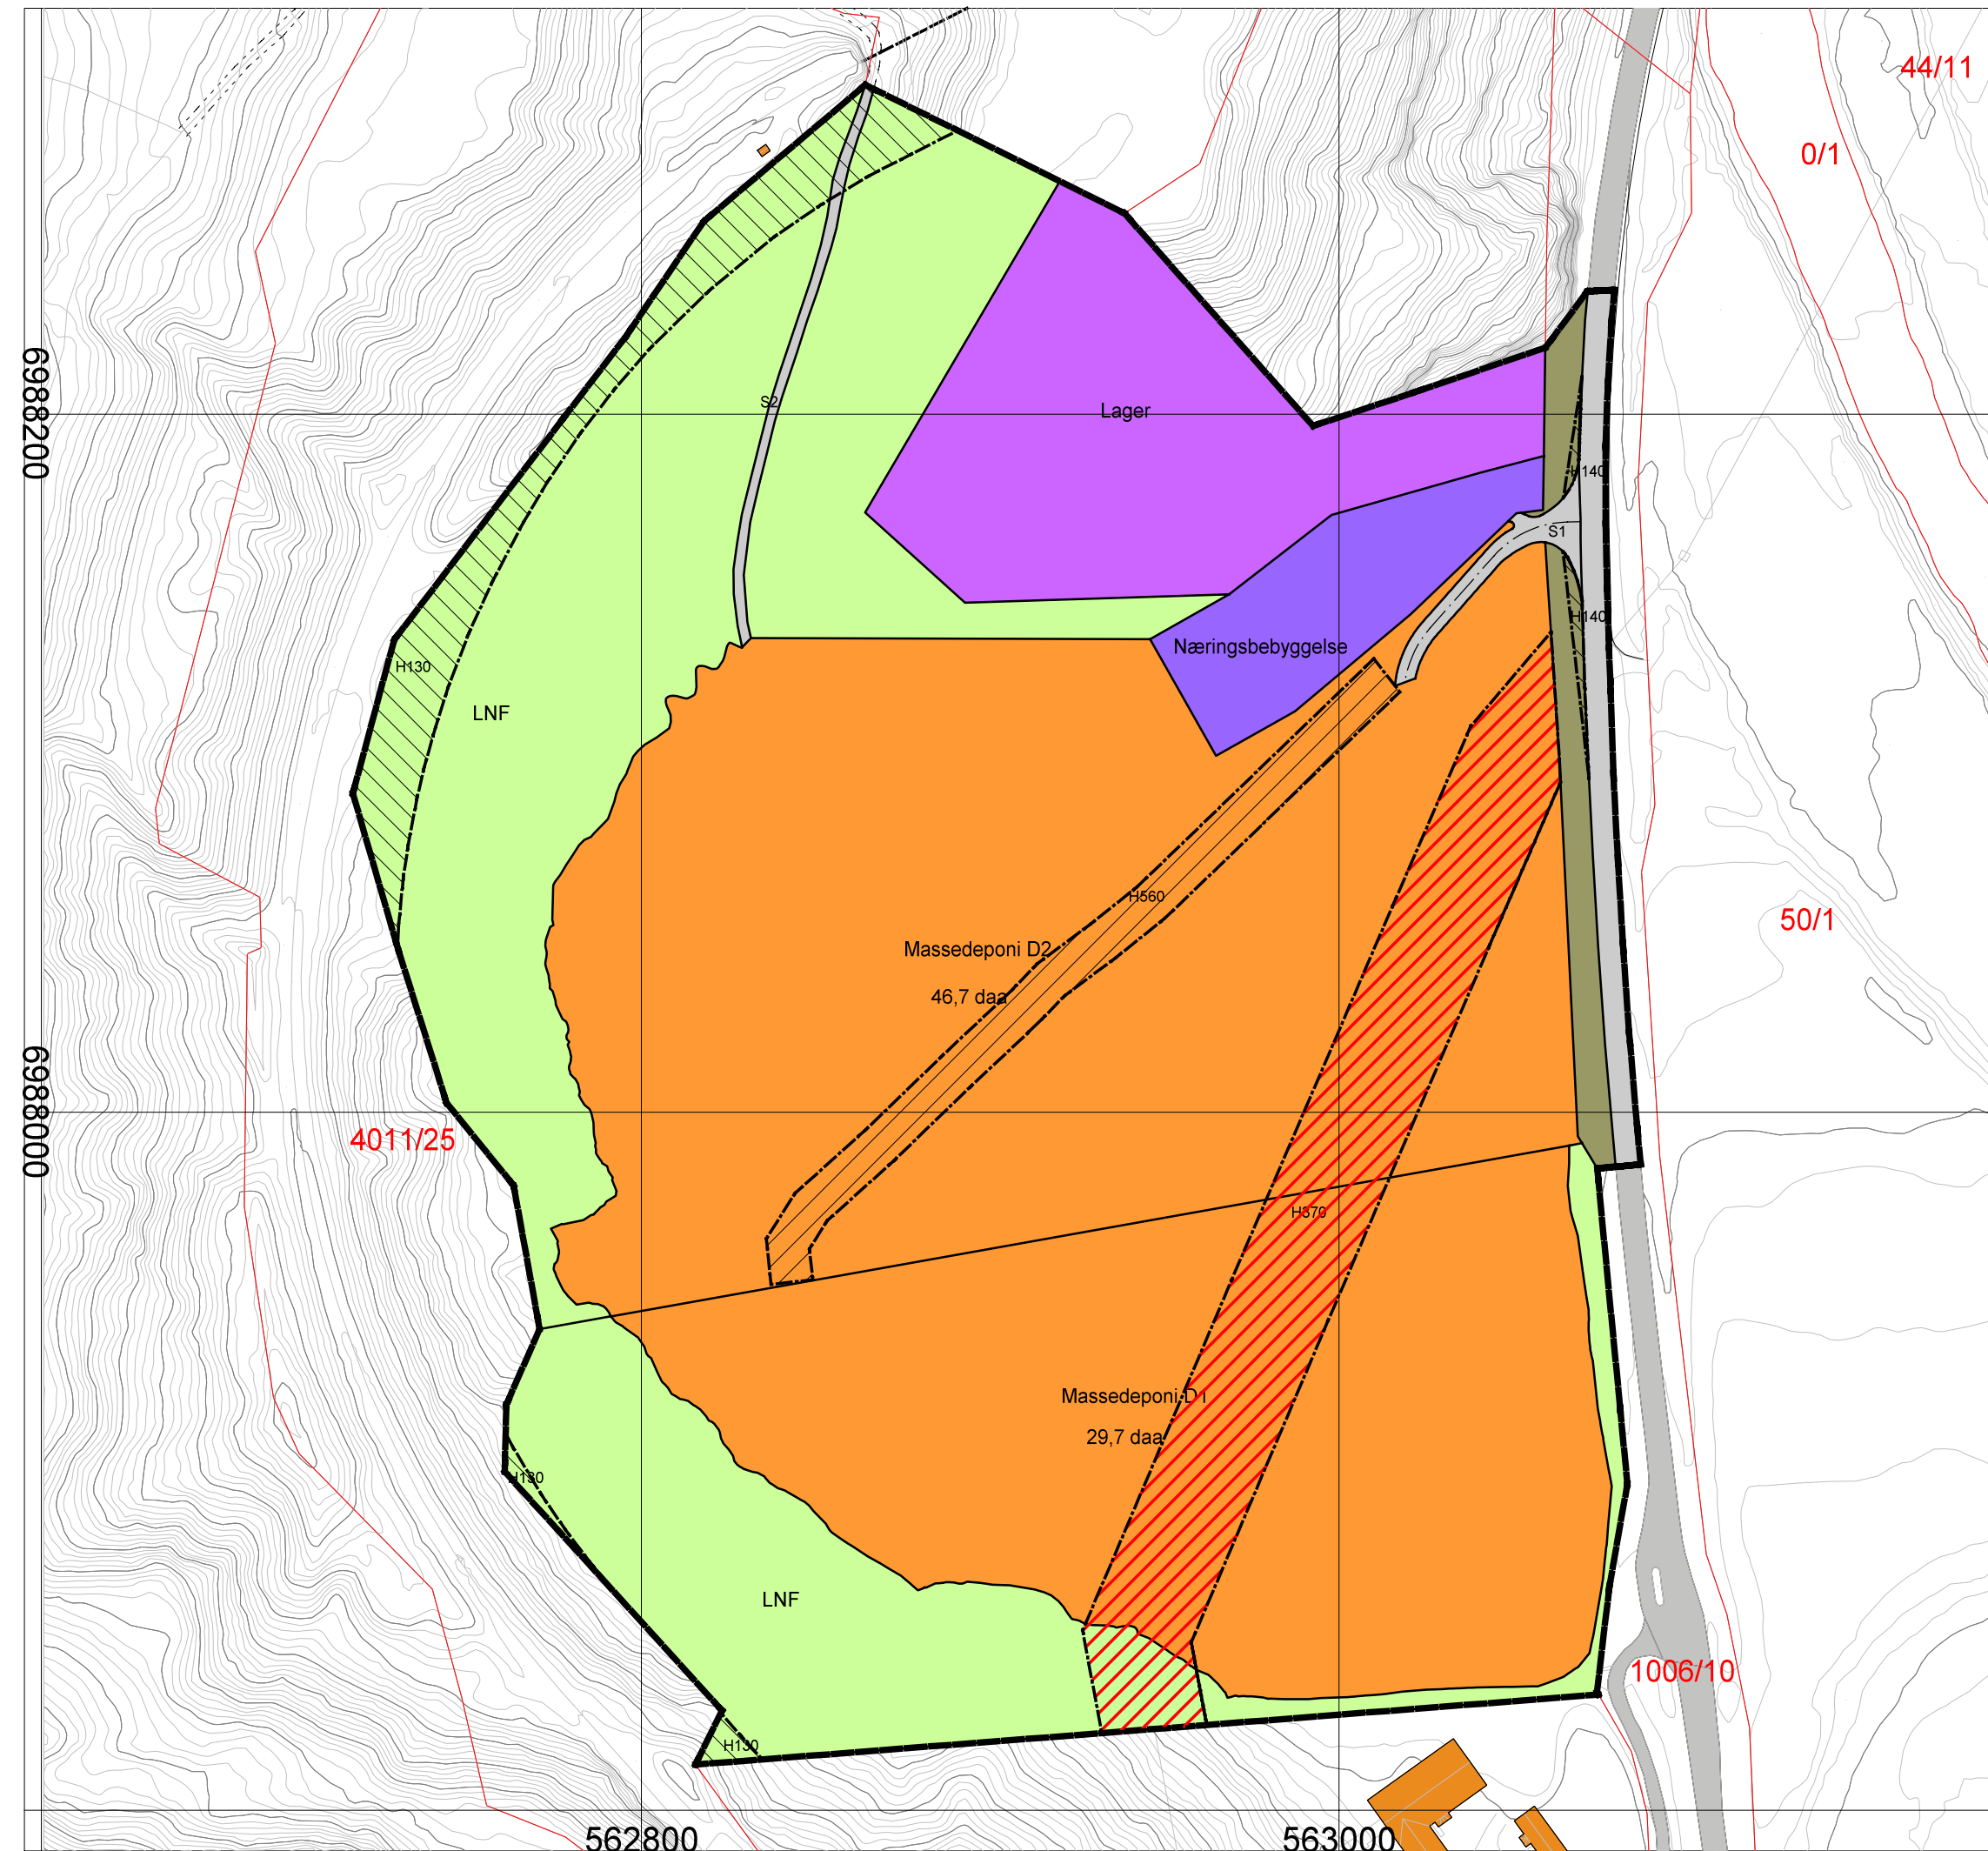 44/11
0/1
6988200
S2
Lager
H140
S1
H140
Næringsbebyggelse
H130
LNF
H560
50/1
Massedeponi D2
46,7 daa
6988000
4011/25
H370
Massedeponi D1
29,7 daa
H130
LNF
1006/10
H130
562800
563000